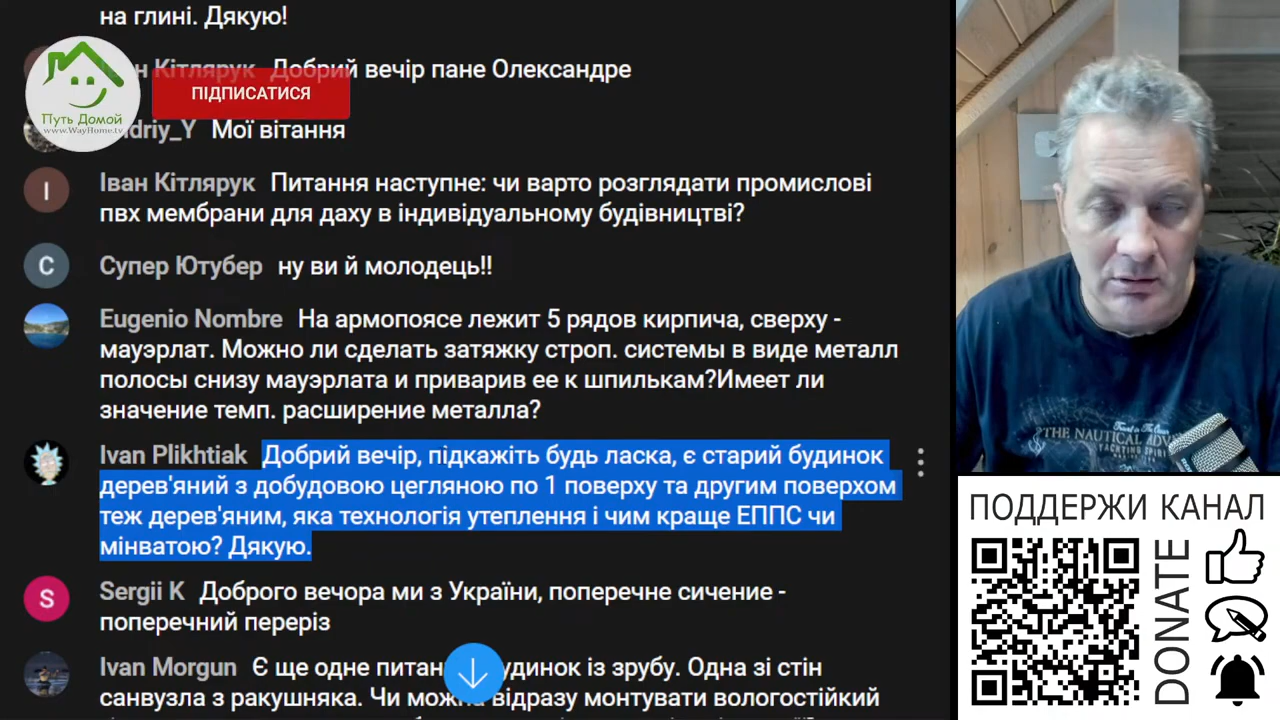 на глині. Дякую!
Кітлярук Добрий вечір пане Олександре
ПІДПИСАТИСЯ
Путь Домой
www.WayHome.tv
driy_Y Мої вітання
І Іван Кітлярук Питання наступне: чи варто розглядати промислові
пвх мембрани для даху в індивідуальному будівництві?
С Супер Ютубер ну ви й молодець!!
Eugenio Nombre На армопоясе лежит 5 рядов кирпича, сверху -
мауэрлат. Можно ли сделать затяжку строп. системы в виде металл
полосы снизу мауэрлата и приварив ее к шпилькам?Имеет ли
значение темп. расширение металла?
Ivan Plikhtiak Добрий вечір, підкажіть будь ласка, є старий будинок
дерев'яний з добудовою цегляною по 1 поверху та другим поверхом
теж дерев'яним, яка технологія утеплення і чим краще ЕППС чи
мінватою? Дякую.
S Sergii K Доброго вечора ми з України, поперечне сичение -
поперечний переріз
Ivan Morgun Є ще одне питан удинок із зрубу. Одна зі стін
санвузла з ракушняка. Чи можна відразу монтувати вологостійкий
THE NAUTICAL ADV
ПОДДЕРЖИ КАНАЛ
DONATE